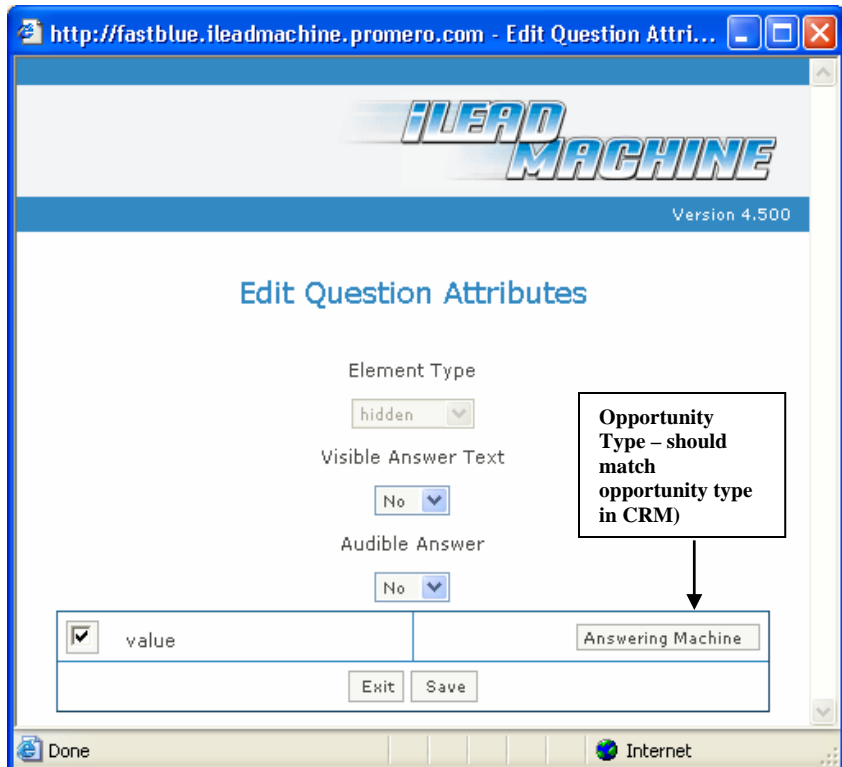 http://fastblue.ileadmachine.promero.com - Edit Question Attri...
iLEAD
MACHINE
Version 4.500
Edit Question Attributes
Element Type
hidden
Visible Answer Text
No
Audible Answer
No
Opportunity
Type – should
match
opportunity type
in CRM)
value
Answering Machine
Exit Save
Done Internet